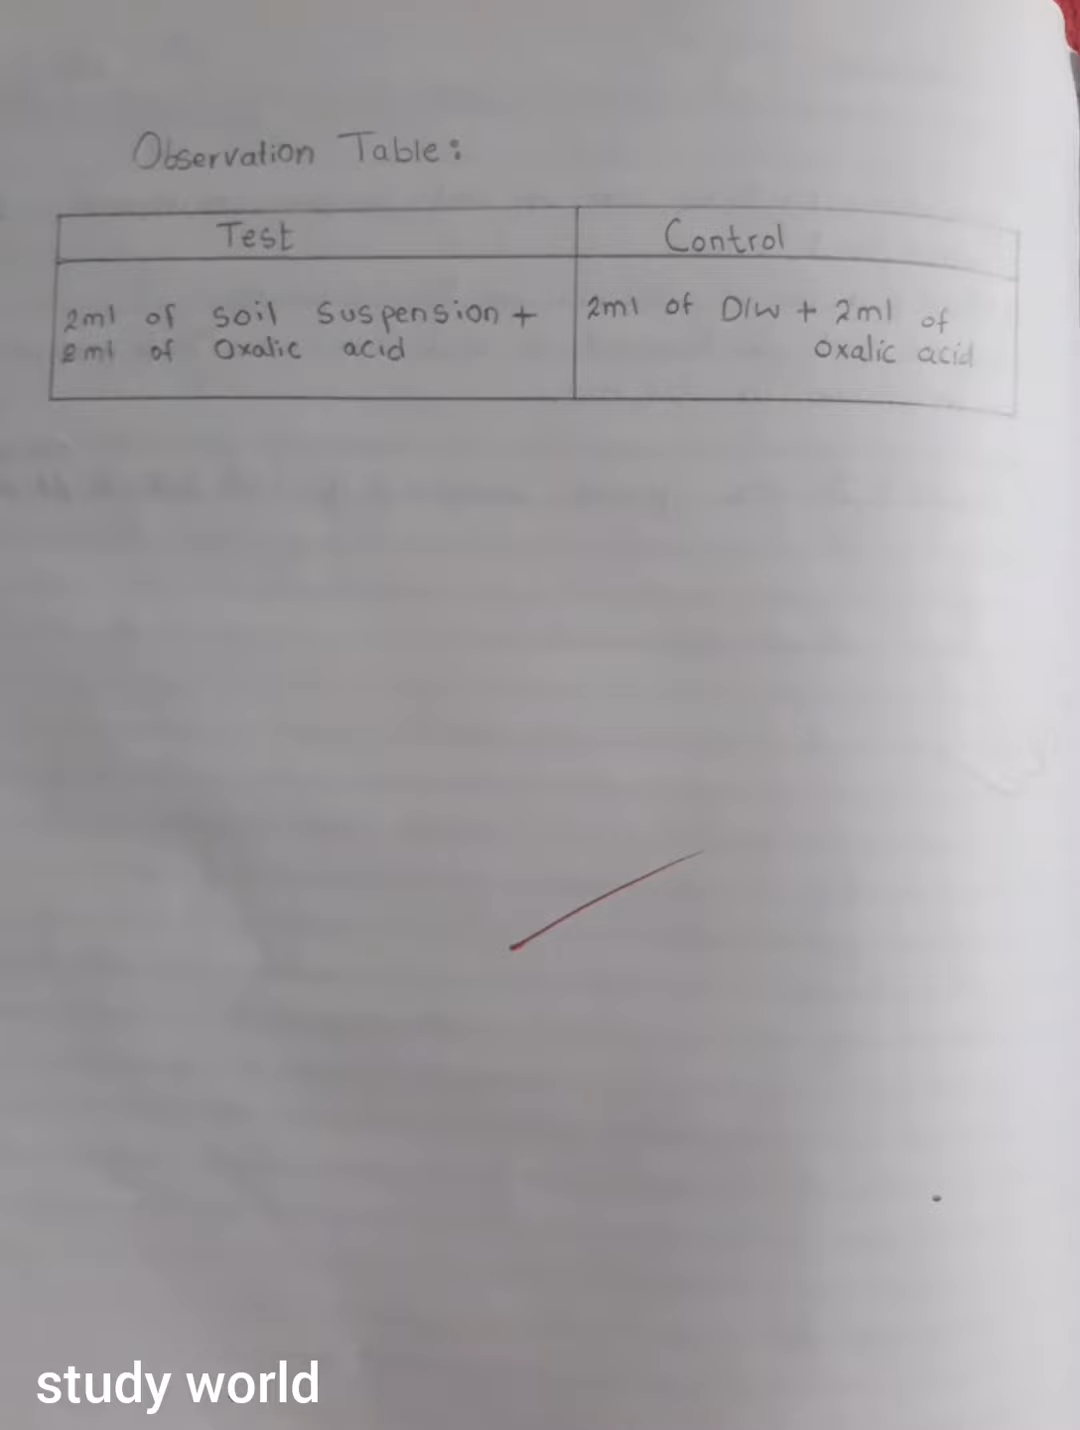 Observation Table:
Test
Control
2ml of soil suspension +
2ml of Oxalic acid
2ml of D/W + 2ml of
Oxalic acid
study world